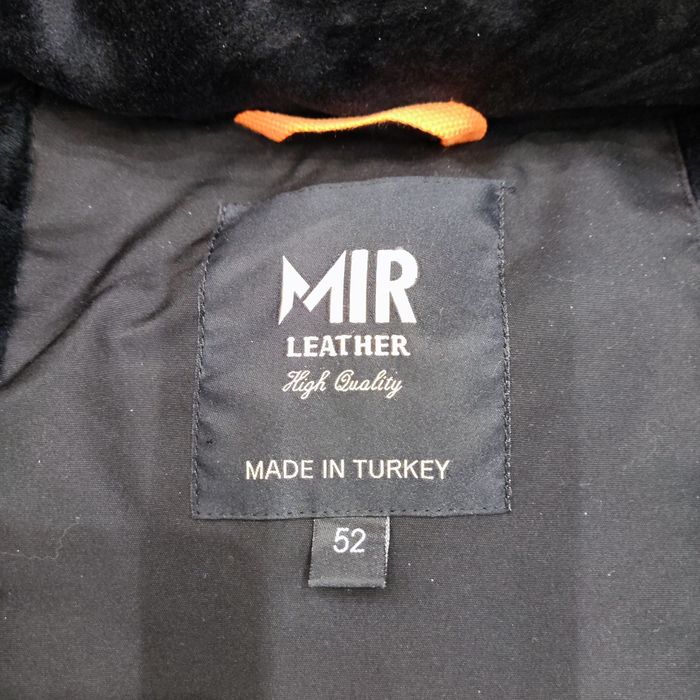 MIR
LEATHER
High Quality
MADE IN TURKEY
52